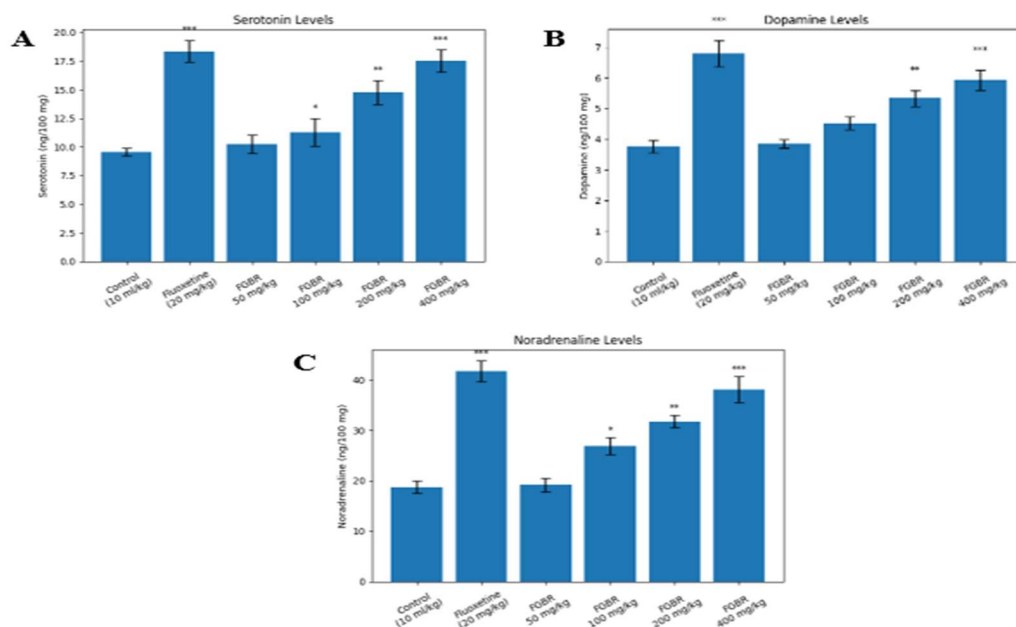 A
Serotonin Levels
Serotonin (ng/100 mg)
20.0
17.5
15.0
12.5
10.0
7.5
5.0
2.5
0.0
***
*
**
***
Control
(10 ml/kg)
Fluoxetine
(20 mg/kg)
FGBR
50 mg/kg
FGBR
100 mg/kg
FGBR
200 mg/kg
FGBR
400 mg/kg
B
Dopamine Levels
Dopamine (ng/100 mg)
7
6
5
4
3
2
1
0
***
**
***
Control
(10 ml/kg)
Fluoxetine
(20 mg/kg)
FGBR
50 mg/kg
FGBR
100 mg/kg
FGBR
200 mg/kg
FGBR
400 mg/kg
C
Noradrenaline Levels
Noradrenaline (ng/100 mg)
40
30
20
10
0
***
*
**
***
Control
(10 ml/kg)
Fluoxetine
(20 mg/kg)
FGBR
50 mg/kg
FGBR
100 mg/kg
FGBR
200 mg/kg
FGBR
400 mg/kg